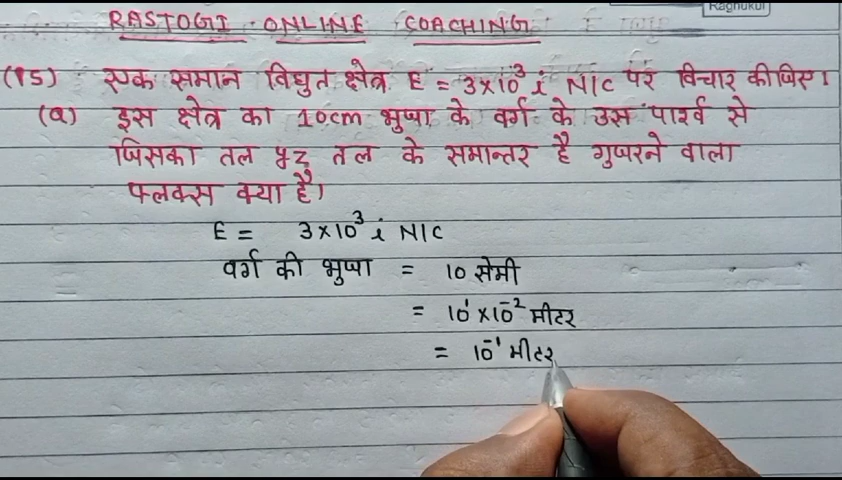 Raghukul
RASTOGI ONLINE COACHING
(15) एक समान विद्युत क्षेत्र E = 3×10³ i N/C पर विचार कीजिए।
(a) इस क्षेत्र का 10cm भुजा के वर्ग के उस पार्श्व से
जिसका तल yz तल के समान्तर है गुजरने वाला
फ्लक्स क्या है।
E = 3×10³ i N/C
वर्ग की भुजा = 10 सेमी
= 10¹×10⁻² मीटर
= 10⁻¹ मीटर